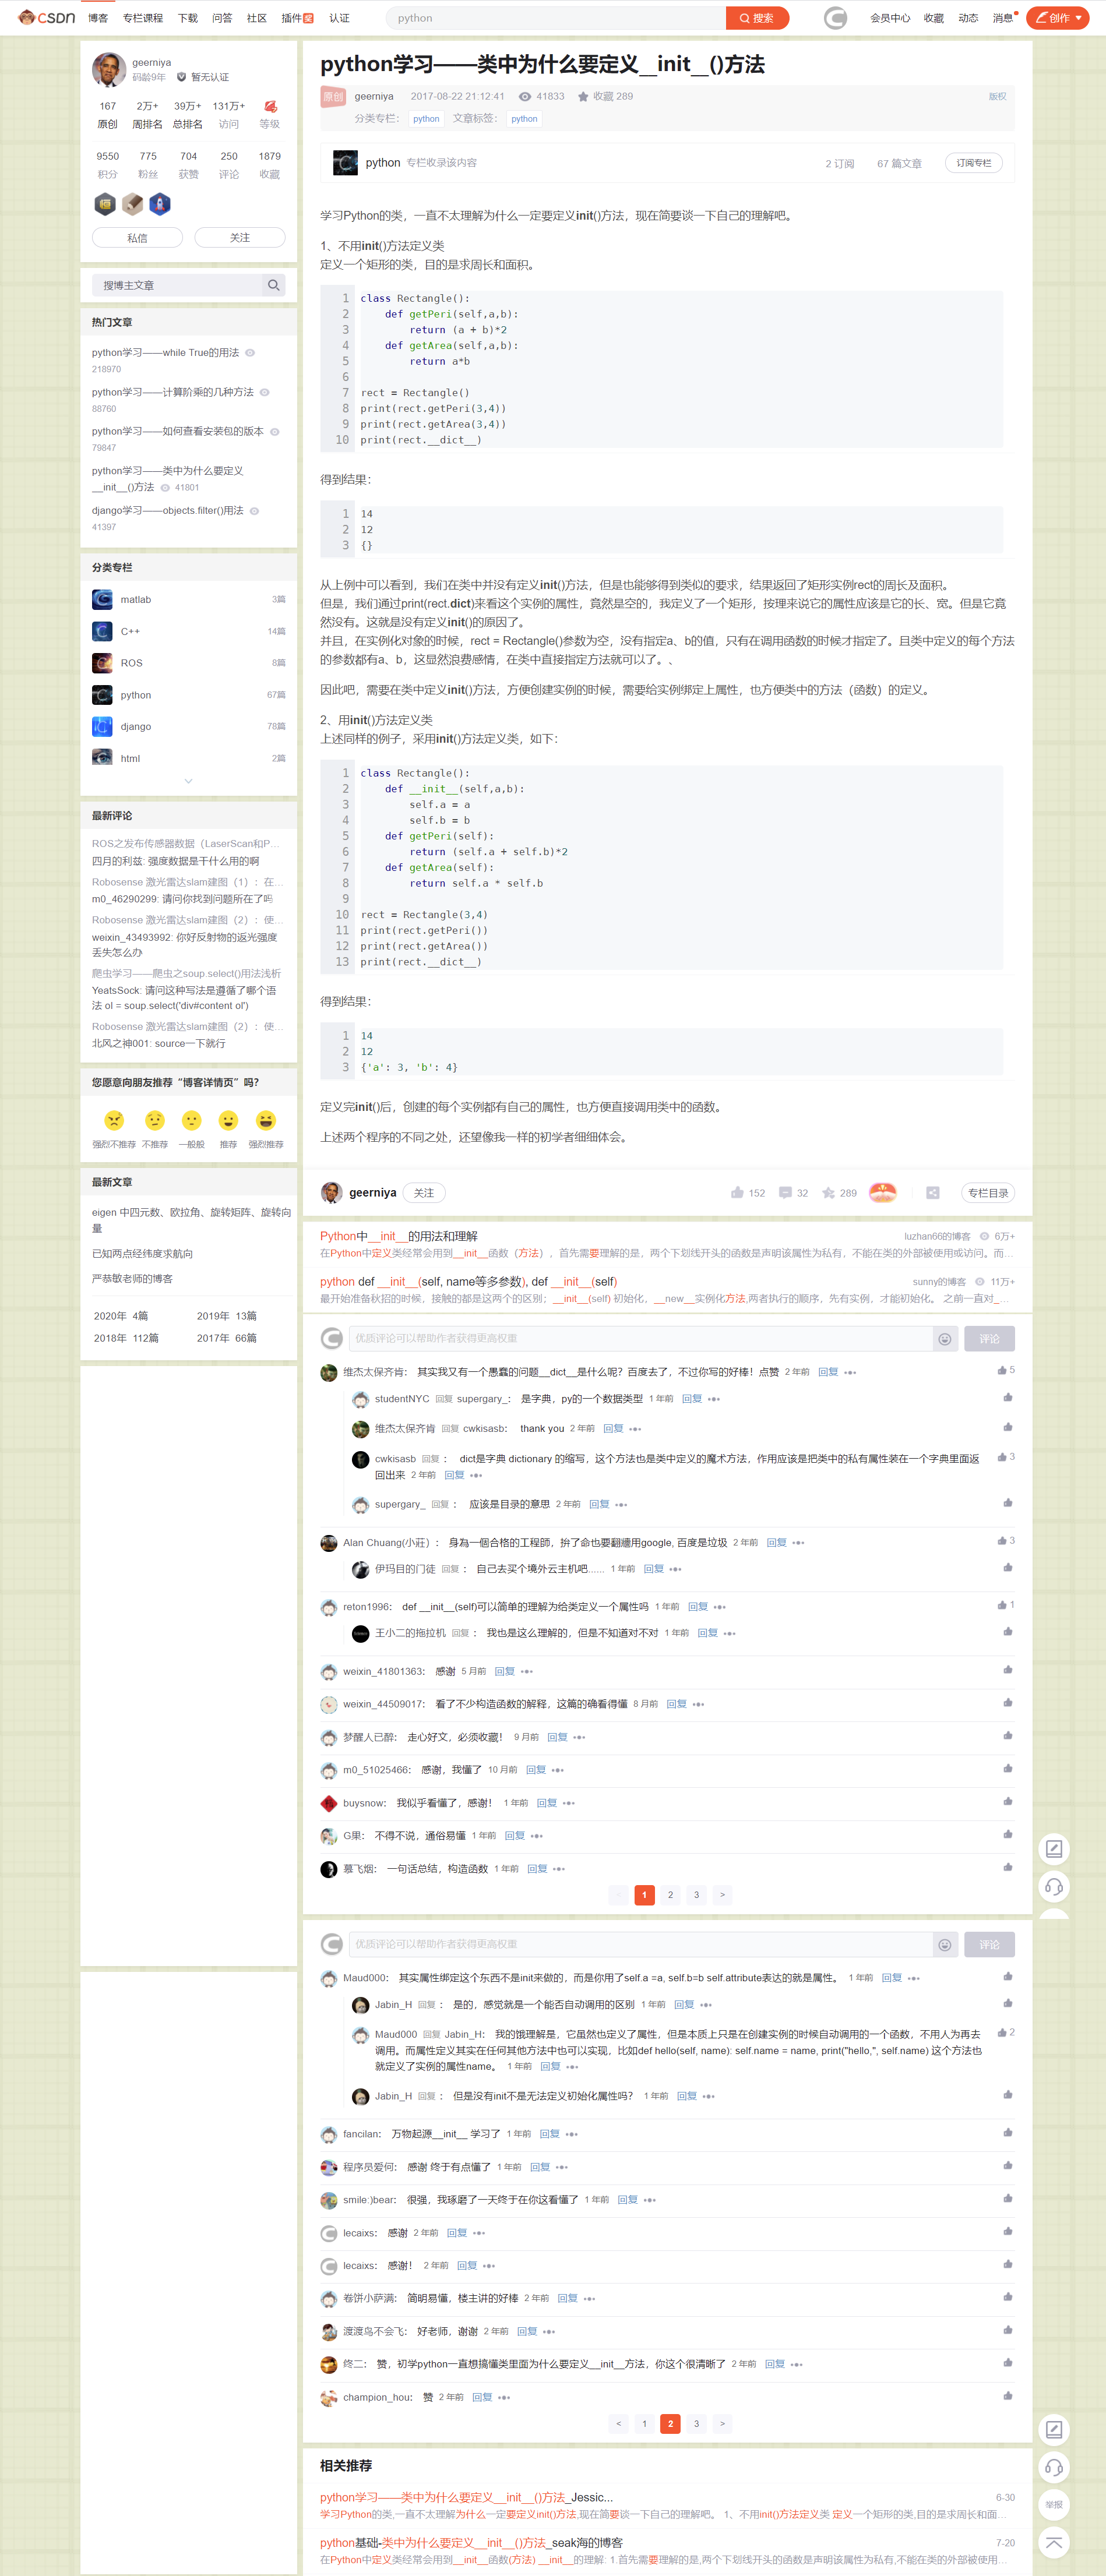 CSDN 博客 专栏课程 下载 问答 社区 插件 奖 认证 python 搜索 会员中心 收藏 动态 消息 创作
geerniya
码龄9年 暂无认证
167 2万+ 39万+ 131万+
原创 周排名 总排名 访问 等级
9550 775 704 250 1879
积分 粉丝 获赞 评论 收藏
私信 关注
搜博主文章
热门文章
python学习——while True的用法
218970
python学习——计算阶乘的几种方法
88760
python学习——如何查看安装包的版本
79847
python学习——类中为什么要定义
__init__()方法 41801
django学习——objects.filter()用法
41397
分类专栏
matlab 3篇
C++ 14篇
ROS 8篇
python 67篇
django 78篇
html 2篇
最新评论
ROS之发布传感器数据（LaserScan和P...
四月的利兹: 强度数据是干什么用的啊
Robosense 激光雷达slam建图（1）：在...
m0_46290299: 请问你找到问题所在了吗
Robosense 激光雷达slam建图（2）：使...
weixin_43493992: 你好反射物的返光强度
丢失怎么办
爬虫学习——爬虫之soup.select()用法浅析
YeatsSock: 请问这种写法是遵循了哪个语
法 ol = soup.select('div#content ol')
Robosense 激光雷达slam建图（2）：使...
北风之神001: source一下就行
您愿意向朋友推荐“博客详情页”吗？
强烈不推荐 不推荐 一般般 推荐 强烈推荐
最新文章
eigen 中四元数、欧拉角、旋转矩阵、旋转向
量
已知两点经纬度求航向
严恭敏老师的博客
2020年 4篇 2019年 13篇
2018年 112篇 2017年 66篇
python学习——类中为什么要定义__init__()方法
原创 geerniya 2017-08-22 21:12:41 41833 收藏 289 版权
分类专栏： python 文章标签： python
python 专栏收录该内容 2 订阅 67 篇文章 订阅专栏
学习Python的类，一直不太理解为什么一定要定义init()方法，现在简要谈一下自己的理解吧。
1、不用init()方法定义类
定义一个矩形的类，目的是求周长和面积。
1 class Rectangle():
2 def getPeri(self,a,b):
3 return (a + b)*2
4 def getArea(self,a,b):
5 return a*b
6
7 rect = Rectangle()
8 print(rect.getPeri(3,4))
9 print(rect.getArea(3,4))
10 print(rect.__dict__)
得到结果：
1 14
2 12
3 {}
从上例中可以看到，我们在类中并没有定义init()方法，但是也能够得到类似的要求，结果返回了矩形实例rect的周长及面积。
但是，我们通过print(rect.dict)来看这个实例的属性，竟然是空的，我定义了一个矩形，按理来说它的属性应该是它的长、宽。但是它竟
然没有。这就是没有定义init()的原因了。
并且，在实例化对象的时候，rect = Rectangle()参数为空，没有指定a、b的值，只有在调用函数的时候才指定了。且类中定义的每个方法
的参数都有a、b，这显然浪费感情，在类中直接指定方法就可以了。、
因此吧，需要在类中定义init()方法，方便创建实例的时候，需要给实例绑定上属性，也方便类中的方法（函数）的定义。
2、用init()方法定义类
上述同样的例子，采用init()方法定义类，如下：
1 class Rectangle():
2 def __init__(self,a,b):
3 self.a = a
4 self.b = b
5 def getPeri(self):
6 return (self.a + self.b)*2
7 def getArea(self):
8 return self.a * self.b
9
10 rect = Rectangle(3,4)
11 print(rect.getPeri())
12 print(rect.getArea())
13 print(rect.__dict__)
得到结果：
1 14
2 12
3 {'a': 3, 'b': 4}
定义完init()后，创建的每个实例都有自己的属性，也方便直接调用类中的函数。
上述两个程序的不同之处，还望像我一样的初学者细细体会。
geerniya 关注 152 32 289 专栏目录
Python中__init__的用法和理解 luzhan66的博客 6万+
在Python中定义类经常会用到__init__函数（方法），首先需要理解的是，两个下划线开头的函数是声明该属性为私有，不能在类的外部被使用或访问。而...
python def __init__(self, name等多参数), def __init__(self) sunny的博客 11万+
最开始准备秋招的时候，接触的都是这两个的区别：__init__(self) 初始化，__new__实例化方法,两者执行的顺序，先有实例，才能初始化。 之前一直对_...
优质评论可以帮助作者获得更高权重 评论
维杰太保齐肯： 其实我又有一个愚蠢的问题__dict__是什么呢？百度去了，不过你写的好棒！点赞 2 年前 回复 5
studentNYC 回复 supergary_： 是字典，py的一个数据类型 1 年前 回复
维杰太保齐肯 回复 cwkisasb： thank you 2 年前 回复
cwkisasb 回复： dict是字典 dictionary 的缩写，这个方法也是类中定义的魔术方法，作用应该是把类中的私有属性装在一个字典里面返 3
回出来 2 年前 回复
supergary_ 回复： 应该是目录的意思 2 年前 回复
Alan Chuang(小莊)： 身為一個合格的工程師，拚了命也要翻牆用google, 百度是垃圾 2 年前 回复 3
伊玛目的门徒 回复： 自己去买个境外云主机吧...... 1 年前 回复
reton1996： def __init__(self)可以简单的理解为给类定义一个属性吗 1 年前 回复 1
王小二的拖拉机 回复： 我也是这么理解的，但是不知道对不对 1 年前 回复
weixin_41801363： 感谢 5 月前 回复
weixin_44509017： 看了不少构造函数的解释，这篇的确看得懂 8 月前 回复
梦醒人已醉： 走心好文，必须收藏！ 9 月前 回复
m0_51025466： 感谢，我懂了 10 月前 回复
buysnow： 我似乎看懂了，感谢！ 1 年前 回复
G果： 不得不说，通俗易懂 1 年前 回复
慕飞烟： 一句话总结，构造函数 1 年前 回复
1 2 3 >
优质评论可以帮助作者获得更高权重 评论
Maud000： 其实属性绑定这个东西不是init来做的，而是你用了self.a =a, self.b=b self.attribute表达的就是属性。 1 年前 回复
Jabin_H 回复： 是的，感觉就是一个能否自动调用的区别 1 年前 回复
Maud000 回复 Jabin_H： 我的饿理解是，它虽然也定义了属性，但是本质上只是在创建实例的时候自动调用的一个函数，不用人为再去 2
调用。而属性定义其实在任何其他方法中也可以实现，比如def hello(self, name): self.name = name, print("hello,", self.name) 这个方法也
就定义了实例的属性name。 1 年前 回复
Jabin_H 回复： 但是没有init不是无法定义初始化属性吗？ 1 年前 回复
fancilan： 万物起源__init__ 学习了 1 年前 回复
程序员爱何： 感谢 终于有点懂了 1 年前 回复
smile:)bear： 很强，我琢磨了一天终于在你这看懂了 1 年前 回复
lecaixs： 感谢 2 年前 回复
lecaixs： 感谢！ 2 年前 回复
卷饼小萨满： 简明易懂，楼主讲的好棒 2 年前 回复
渡渡鸟不会飞： 好老师，谢谢 2 年前 回复
佟二： 赞，初学python一直想搞懂类里面为什么要定义__init__方法，你这个很清晰了 2 年前 回复
champion_hou： 赞 2 年前 回复
< 1 2 3 >
举报
相关推荐
python学习——类中为什么要定义__init__()方法_Jessic... 6-30
学习Python的类,一直不太理解为什么一定要定义init()方法,现在简要谈一下自己的理解吧。 1、不用init()方法定义类 定义一个矩形的类,目的是求周长和面...
python基础-类中为什么要定义__init__()方法_seak海的博客 7-20
在Python中定义类经常会用到__init__函数(方法) __init__的理解: 1.首先需要理解的是,两个下划线开头的函数是声明该属性为私有,不能在类的外部被使用...